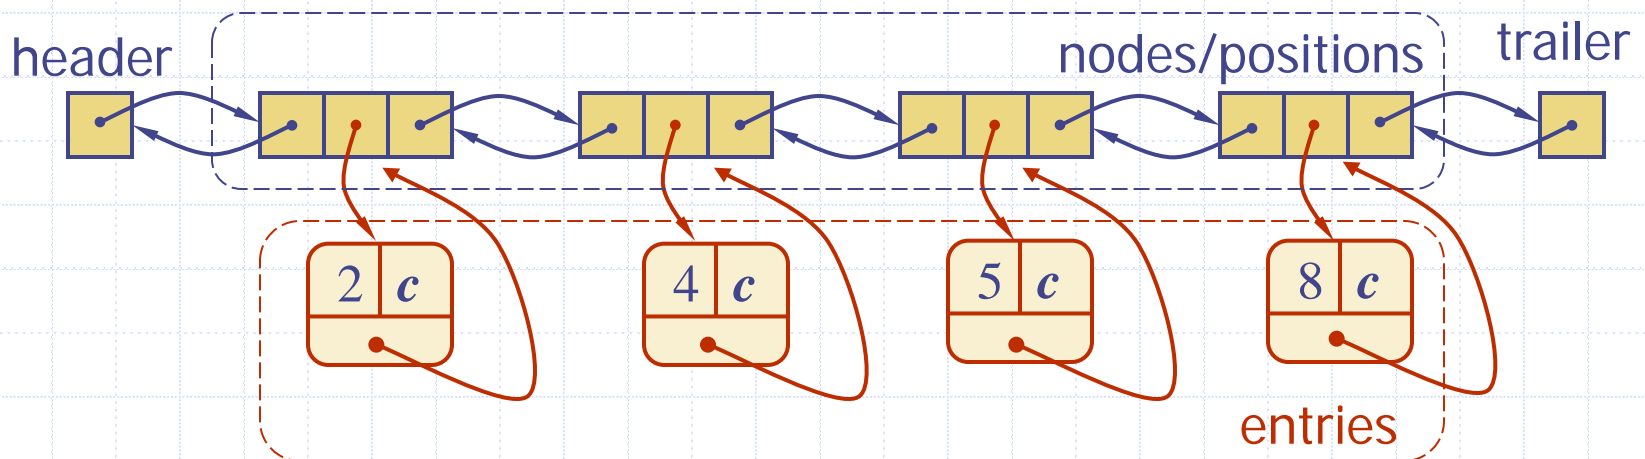 header
nodes/positions
trailer
2 c
4 c
5 c
8 c
entries